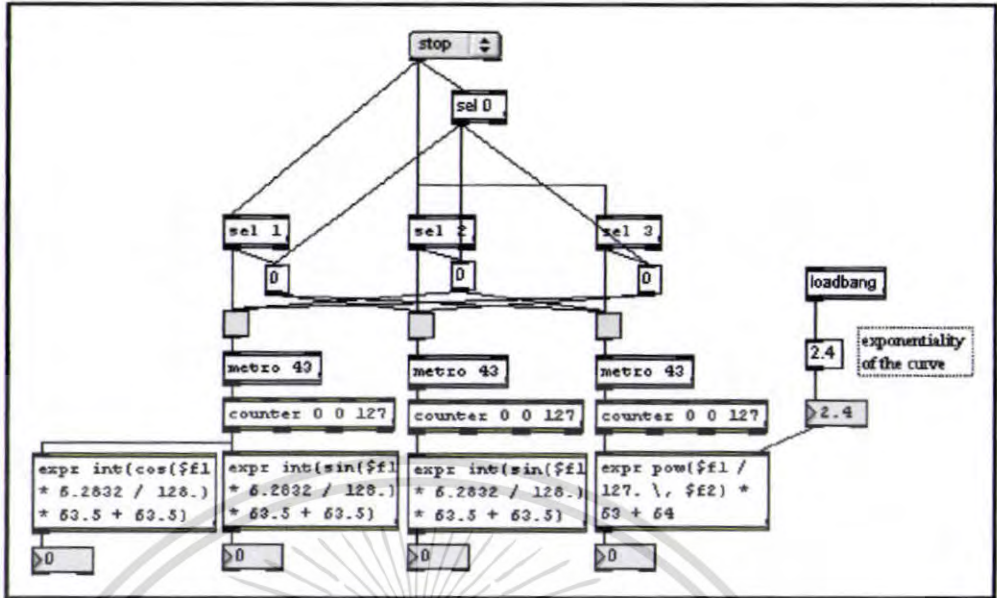 stop
sel 0
sel 1
sel 2
sel 3
0
0
0
loadbang
2.4
exponentiality
of the curve
2.4
metro 43
metro 43
metro 43
counter 0 0 127
counter 0 0 127
counter 0 0 127
expr int(cos($f1
* 6.2832 / 128.)
* 63.5 + 63.5)
expr int(sin($f1
* 6.2832 / 128.)
* 63.5 + 63.5)
expr int(sin($f1
* 6.2832 / 128.)
* 63.5 + 63.5)
expr pow($f1 /
127. \, $f2) *
63 + 64
0
0
0
0